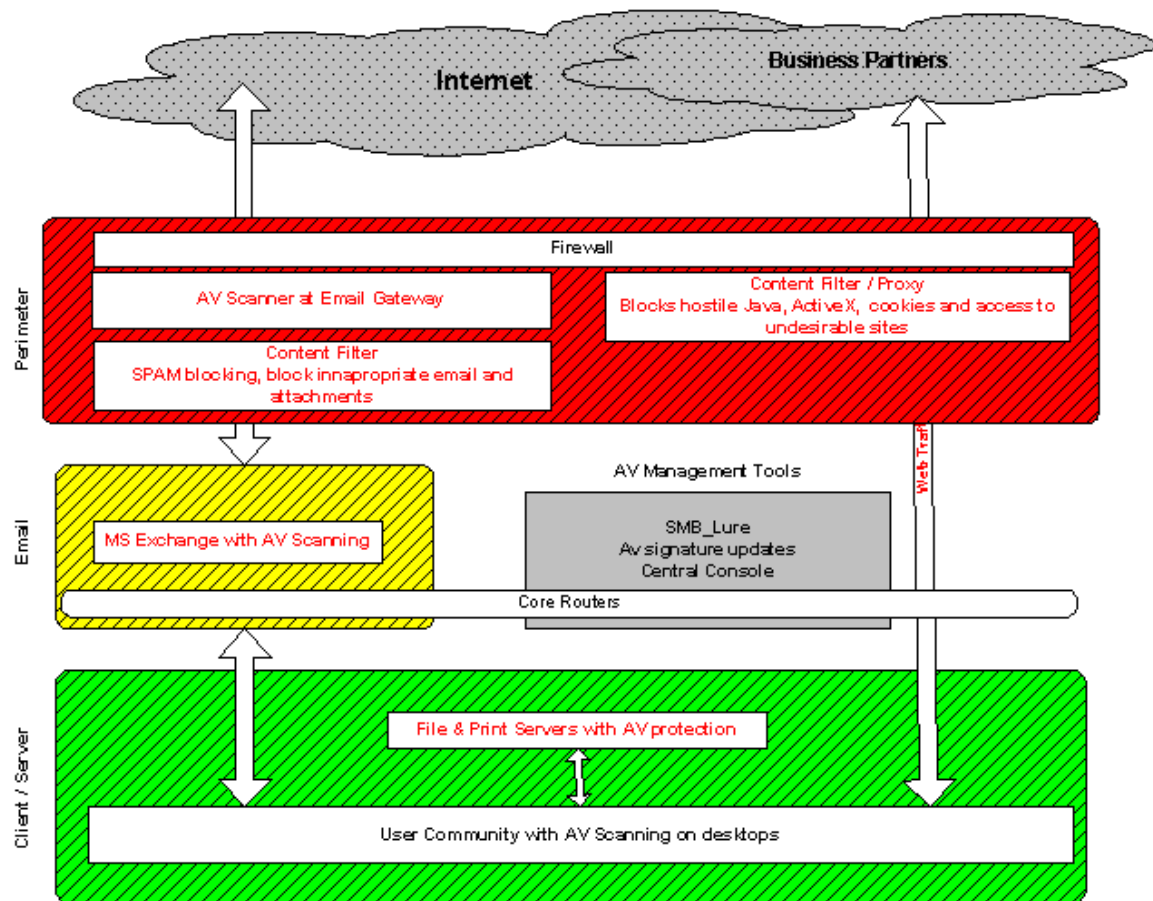 Internet
Business Partners
Perimeter
Firewall
AV Scanner at Email Gateway
Content Filter / Proxy
Blocks hostile Java, ActiveX, cookies and access to
undesirable sites
Content Filter
SPAM blocking, block innapropriate email and
attachments
Email
MS Exchange with AV Scanning
AV Management Tools
SMB_Lure
Av signature updates
Central Console
Web Traf
Core Routers
Client / Server
File & Print Servers with AV protection
User Community with AV Scanning on desktops